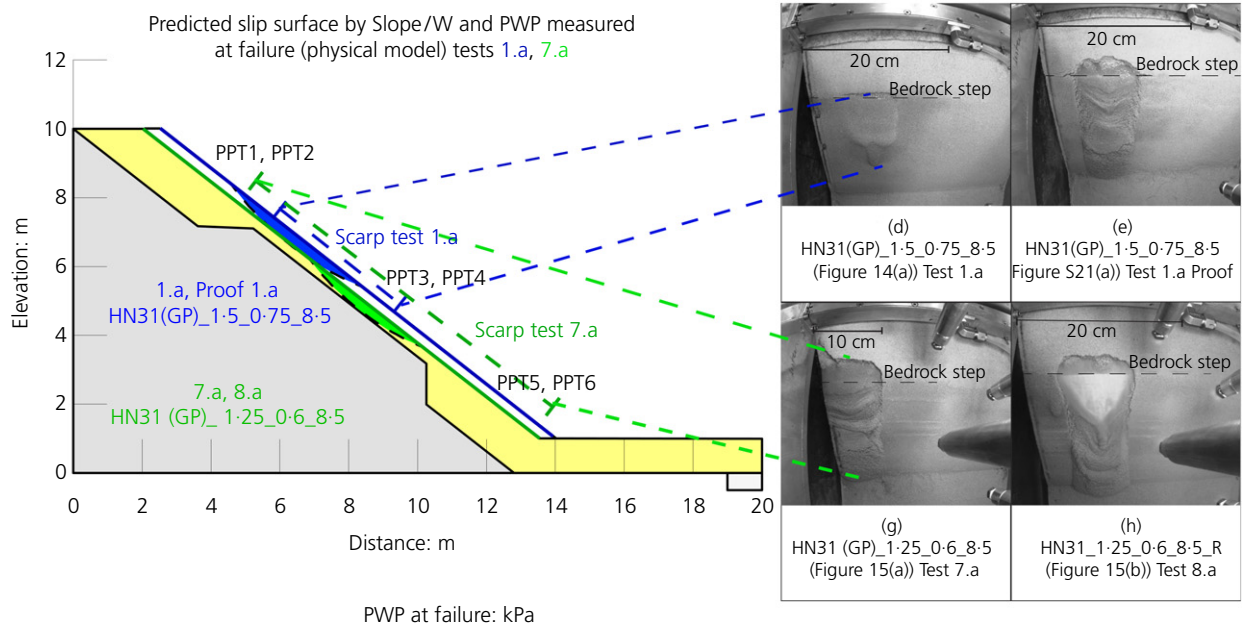 Predicted slip surface by Slope/W and PWP measured
at failure (physical model) tests 1.a, 7.a
12
10
8
6
4
2
0
Elevation: m
PPT1, PPT2
Scarp test 1.a
PPT3, PPT4
Scarp test 7.a
PPT5, PPT6
1.a, Proof 1.a
HN31(GP)_1·5_0·75_8·5
7.a, 8.a
HN31 (GP)_ 1·25_0·6_8·5
0 2 4 6 8 10 12 14 16 18 20
Distance: m
PWP at failure: kPa
20 cm
Bedrock step
(d)
HN31(GP)_1·5_0·75_8·5
(Figure 14(a)) Test 1.a
20 cm
Bedrock step
(e)
HN31(GP)_1·5_0·75_8·5
Figure S21(a)) Test 1.a Proof
10 cm
Bedrock step
(g)
HN31 (GP)_1·25_0·6_8·5
(Figure 15(a)) Test 7.a
20 cm
Bedrock step
(h)
HN31_1·25_0·6_8·5_R
(Figure 15(b)) Test 8.a